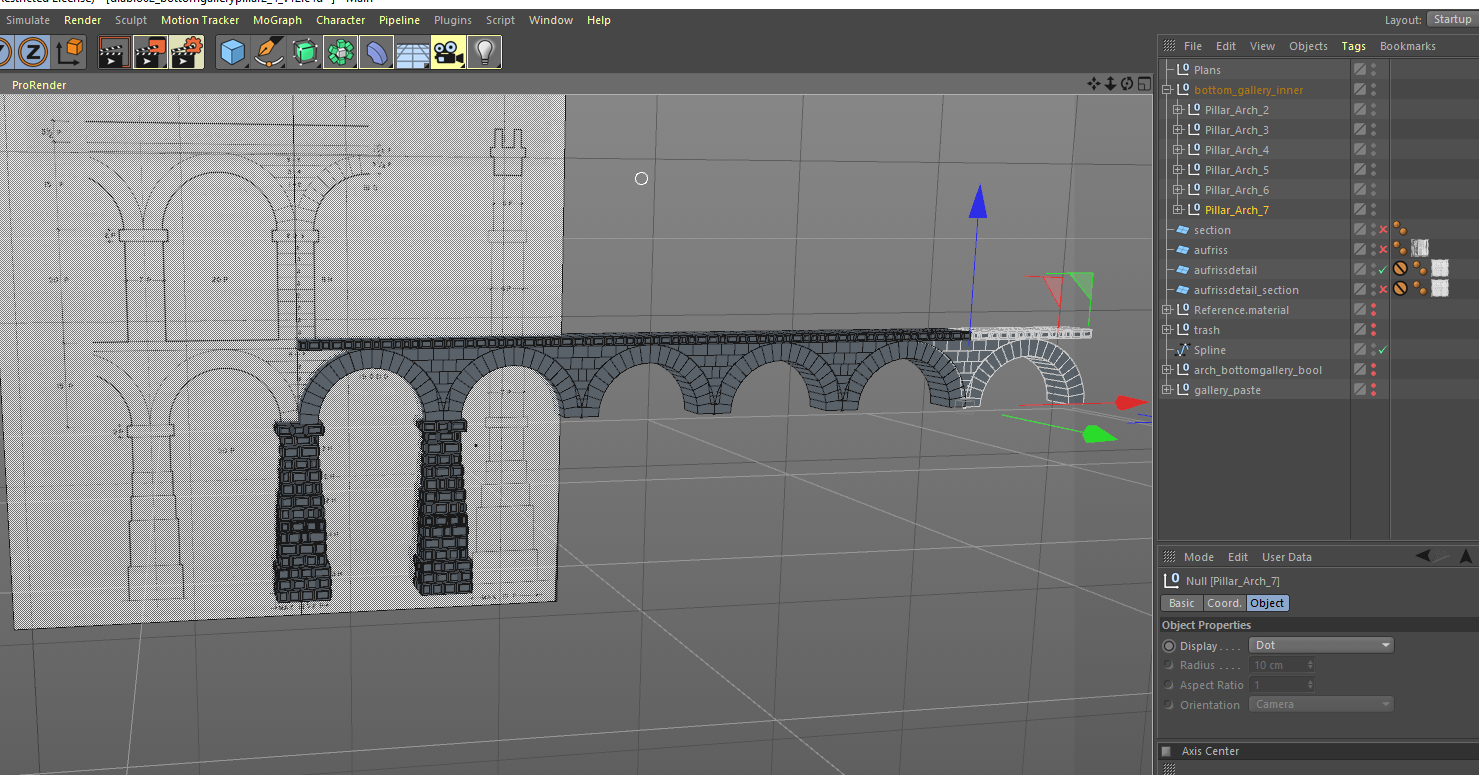 Simulate Render Sculpt Motion Tracker MoGraph Character Pipeline Plugins Script Window Help
Layout: Startup
Z
ProRender
File Edit View Objects Tags Bookmarks
Plans
bottom_gallery_inner
Pillar_Arch_2
Pillar_Arch_3
Pillar_Arch_4
Pillar_Arch_5
Pillar_Arch_6
Pillar_Arch_7
section
aufriss
aufrissdetail
aufrissdetail_section
Reference.material
trash
Spline
arch_bottomgallery_bool
gallery_paste
Mode Edit User Data
Null [Pillar_Arch_7]
Basic Coord. Object
Object Properties
Display . . . . Dot
Radius . . . . 10 cm
Aspect Ratio 1
Orientation Camera
Axis Center